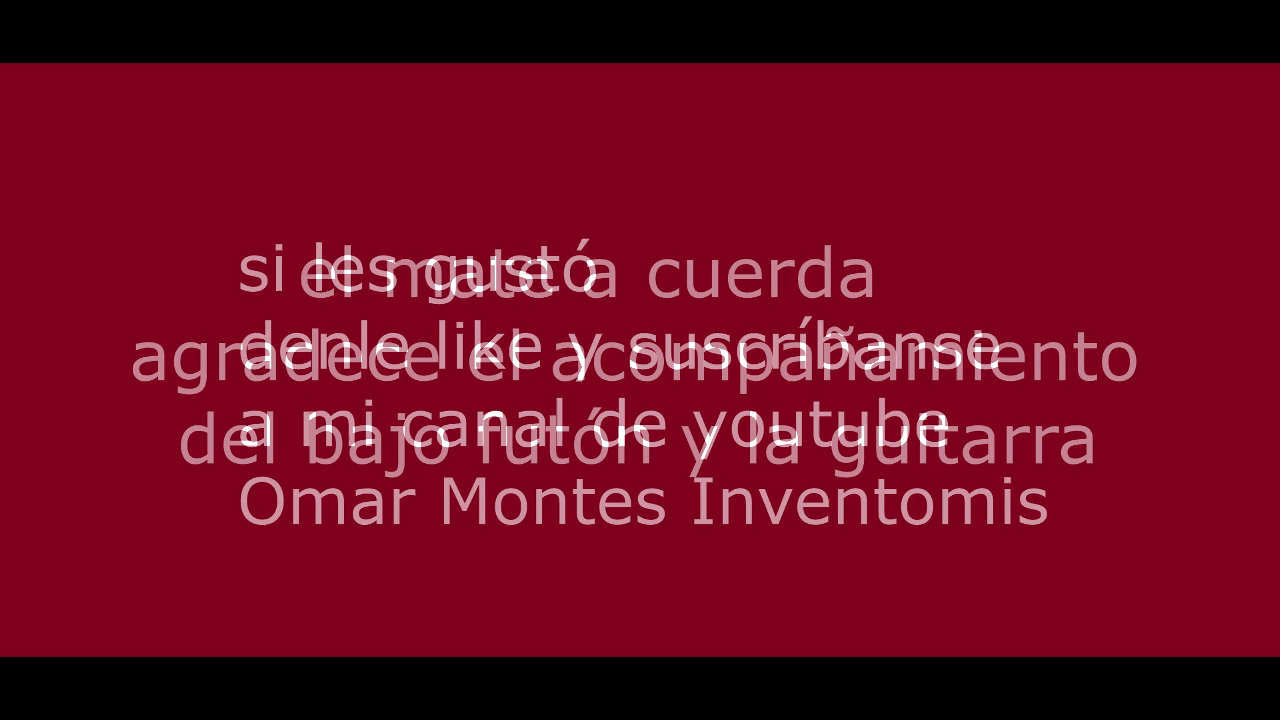 el mate a cuerda
agradece el acompañamiento
del bajo futón y la guitarra
si les gustó
denle like y suscríbanse
a mi canal de youtube
Omar Montes Inventomis